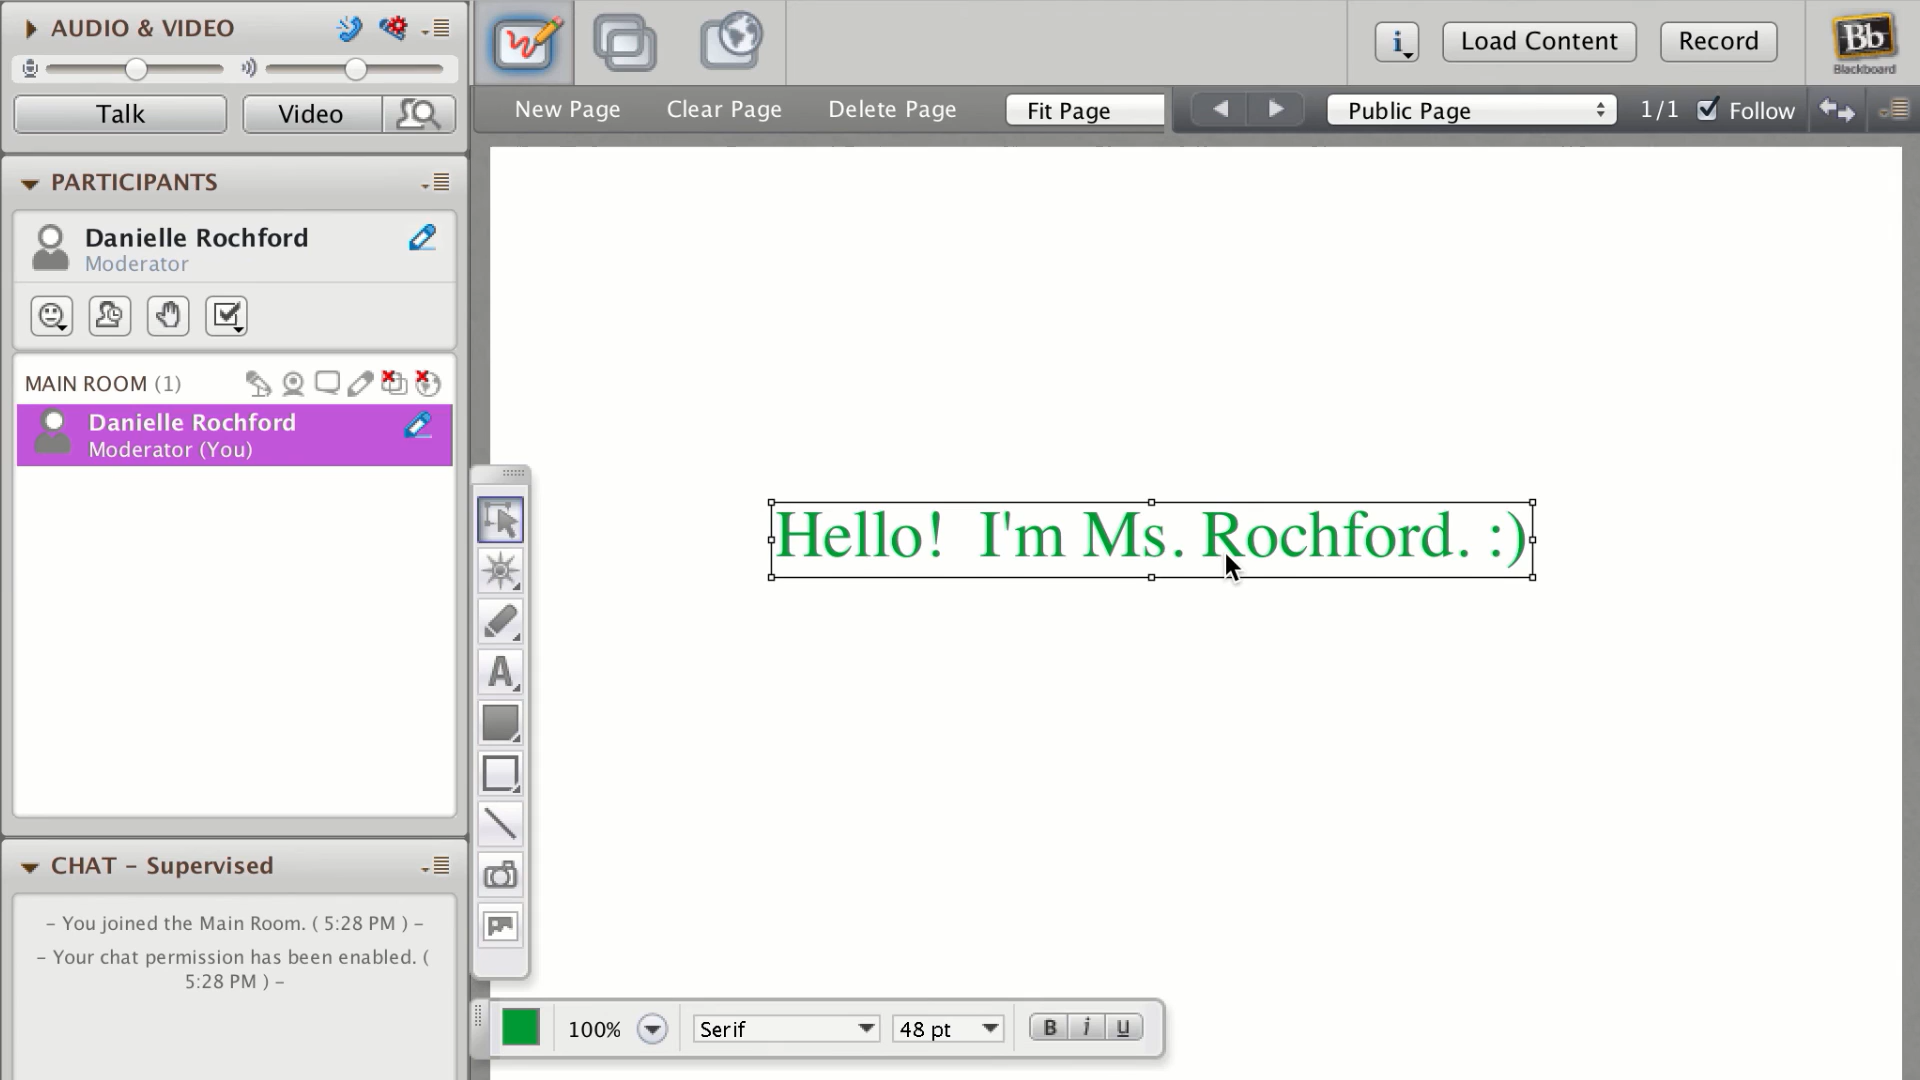 AUDIO & VIDEO
Talk
Video
PARTICIPANTS
Danielle Rochford
Moderator
MAIN ROOM (1)
Danielle Rochford
Moderator (You)
CHAT – Supervised
– You joined the Main Room. ( 5:28 PM ) –
– Your chat permission has been enabled. (
5:28 PM ) –
i
Load Content
Record
Bb
Blackboard
New Page
Clear Page
Delete Page
Fit Page
Public Page
1/1
Follow
Hello!  I'm Ms. Rochford. :)
A
100%
Serif
48 pt
B
i
U